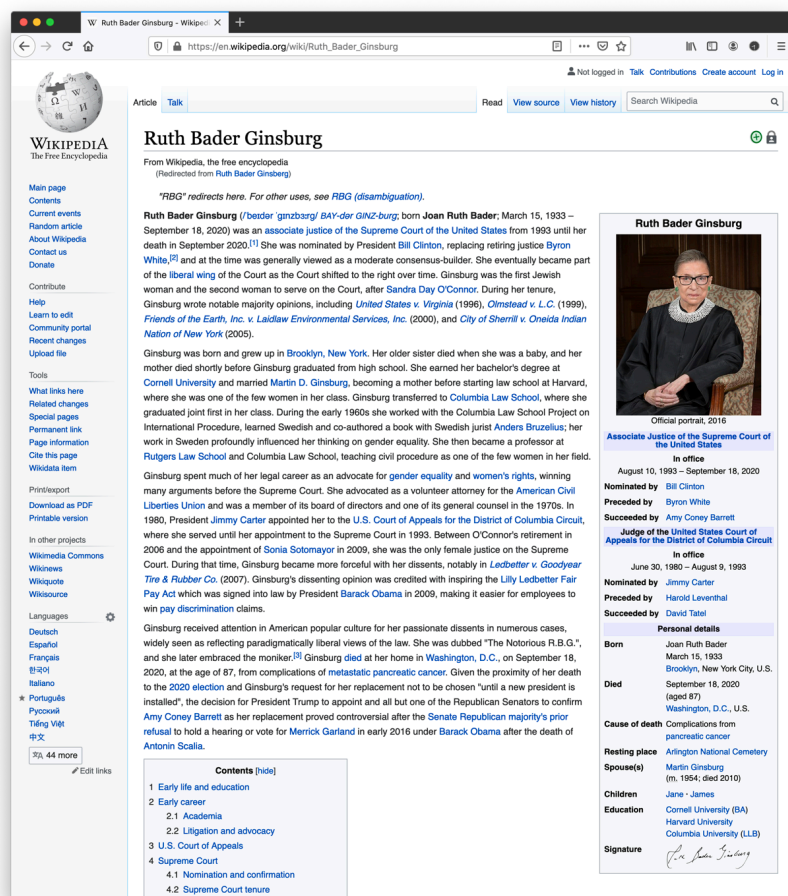 W Ruth Bader Ginsburg - Wikiped
https://en.wikipedia.org/wiki/Ruth_Bader_Ginsburg
Not logged in Talk Contributions Create account Log in
Article Talk
Read View source View history Search Wikipedia
WIKIPEDIA
The Free Encyclopedia
Main page
Contents
Current events
Random article
About Wikipedia
Contact us
Donate
Contribute
Help
Learn to edit
Community portal
Recent changes
Upload file
Tools
What links here
Related changes
Special pages
Permanent link
Page information
Cite this page
Wikidata item
Print/export
Download as PDF
Printable version
In other projects
Wikimedia Commons
Wikinews
Wikiquote
Wikisource
Languages
Deutsch
Español
Français
한국어
Italiano
Português
Русский
Tiếng Việt
中文
44 more
Edit links
Ruth Bader Ginsburg
From Wikipedia, the free encyclopedia
(Redirected from Ruth Bader Ginsberg)
"RBG" redirects here. For other uses, see RBG (disambiguation).
Ruth Bader Ginsburg (/ˈbeɪdər ˈɡɪnzbɜːrɡ/ BAY-dər GINZ-burg; born Joan Ruth Bader; March 15, 1933 –
September 18, 2020) was an associate justice of the Supreme Court of the United States from 1993 until her
death in September 2020.[1] She was nominated by President Bill Clinton, replacing retiring justice Byron
White,[2] and at the time was generally viewed as a moderate consensus-builder. She eventually became part
of the liberal wing of the Court as the Court shifted to the right over time. Ginsburg was the first Jewish
woman and the second woman to serve on the Court, after Sandra Day O'Connor. During her tenure,
Ginsburg wrote notable majority opinions, including United States v. Virginia (1996), Olmstead v. L.C. (1999),
Friends of the Earth, Inc. v. Laidlaw Environmental Services, Inc. (2000), and City of Sherrill v. Oneida Indian
Nation of New York (2005).
Ginsburg was born and grew up in Brooklyn, New York. Her older sister died when she was a baby, and her
mother died shortly before Ginsburg graduated from high school. She earned her bachelor's degree at
Cornell University and married Martin D. Ginsburg, becoming a mother before starting law school at Harvard,
where she was one of the few women in her class. Ginsburg transferred to Columbia Law School, where she
graduated joint first in her class. During the early 1960s she worked with the Columbia Law School Project on
International Procedure, learned Swedish and co-authored a book with Swedish jurist Anders Bruzelius; her
work in Sweden profoundly influenced her thinking on gender equality. She then became a professor at
Rutgers Law School and Columbia Law School, teaching civil procedure as one of the few women in her field.
Ginsburg spent much of her legal career as an advocate for gender equality and women's rights, winning
many arguments before the Supreme Court. She advocated as a volunteer attorney for the American Civil
Liberties Union and was a member of its board of directors and one of its general counsel in the 1970s. In
1980, President Jimmy Carter appointed her to the U.S. Court of Appeals for the District of Columbia Circuit,
where she served until her appointment to the Supreme Court in 1993. Between O'Connor's retirement in
2006 and the appointment of Sonia Sotomayor in 2009, she was the only female justice on the Supreme
Court. During that time, Ginsburg became more forceful with her dissents, notably in Ledbetter v. Goodyear
Tire & Rubber Co. (2007). Ginsburg's dissenting opinion was credited with inspiring the Lilly Ledbetter Fair
Pay Act which was signed into law by President Barack Obama in 2009, making it easier for employees to
win pay discrimination claims.
Ginsburg received attention in American popular culture for her passionate dissents in numerous cases,
widely seen as reflecting paradigmatically liberal views of the law. She was dubbed "The Notorious R.B.G.",
and she later embraced the moniker.[3] Ginsburg died at her home in Washington, D.C., on September 18,
2020, at the age of 87, from complications of metastatic pancreatic cancer. Given the proximity of her death
to the 2020 election and Ginsburg's request for her replacement not to be chosen "until a new president is
installed", the decision for President Trump to appoint and all but one of the Republican Senators to confirm
Amy Coney Barrett as her replacement proved controversial after the Senate Republican majority's prior
refusal to hold a hearing or vote for Merrick Garland in early 2016 under Barack Obama after the death of
Antonin Scalia.
Contents [hide]
1 Early life and education
2 Early career
2.1 Academia
2.2 Litigation and advocacy
3 U.S. Court of Appeals
4 Supreme Court
4.1 Nomination and confirmation
4.2 Supreme Court tenure
Ruth Bader Ginsburg
Official portrait, 2016
Associate Justice of the Supreme Court of
the United States
In office
August 10, 1993 – September 18, 2020
Nominated by Bill Clinton
Preceded by Byron White
Succeeded by Amy Coney Barrett
Judge of the United States Court of
Appeals for the District of Columbia Circuit
In office
June 30, 1980 – August 9, 1993
Nominated by Jimmy Carter
Preceded by Harold Leventhal
Succeeded by David Tatel
Personal details
Born Joan Ruth Bader
March 15, 1933
Brooklyn, New York City, U.S.
Died September 18, 2020
(aged 87)
Washington, D.C., U.S.
Cause of death Complications from
pancreatic cancer
Resting place Arlington National Cemetery
Spouse(s) Martin Ginsburg
(m. 1954; died 2010)
Children Jane · James
Education Cornell University (BA)
Harvard University
Columbia University (LLB)
Signature Ruth Bader Ginsburg